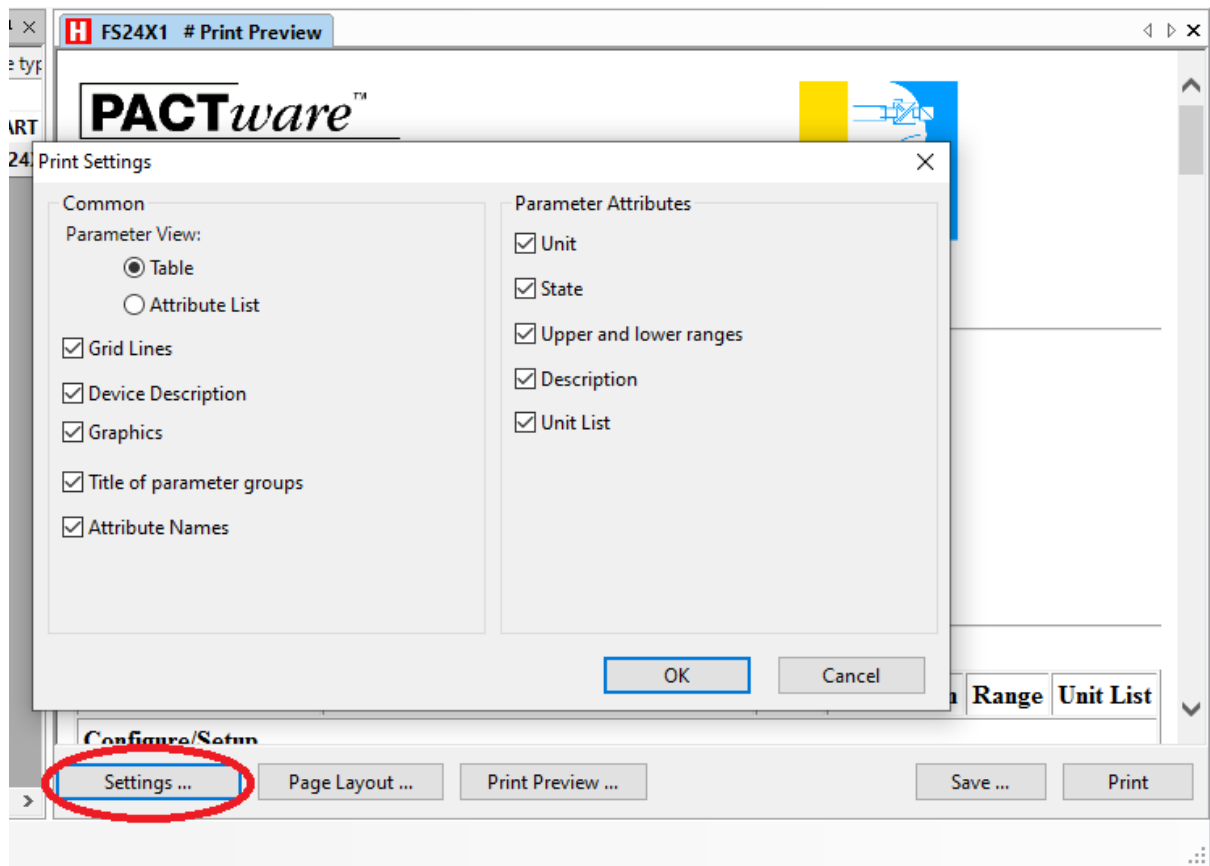 FS24X1 # Print Preview
PACTware™
Print Settings
Common
Parameter View:
Table
Attribute List
Grid Lines
Device Description
Graphics
Title of parameter groups
Attribute Names
Parameter Attributes
Unit
State
Upper and lower ranges
Description
Unit List
OK
Cancel
Range
Unit List
Configure/Setup
Settings ...
Page Layout ...
Print Preview ...
Save ...
Print